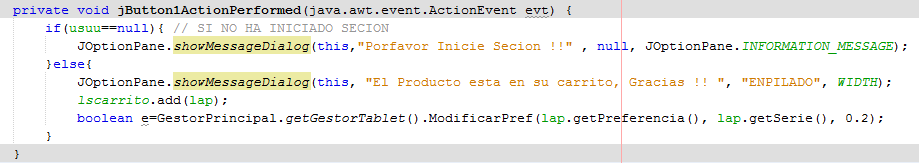 private void jButton1ActionPerformed(java.awt.event.ActionEvent evt) {
if(usuu==null){ // SI NO HA INICIADO SECION
JOptionPane.showMessageDialog(this,"Porfavor Inicie Secion !!" , null, JOptionPane.INFORMATION_MESSAGE);
}else{
JOptionPane.showMessageDialog(this, "El Producto esta en su carrito, Gracias !! ", "ENPILADO", WIDTH);
lscarrito.add(lap);
boolean e=GestorPrincipal.getGestorTablet().ModificarPref(lap.getPreferencia(), lap.getSerie(), 0.2);
}
}